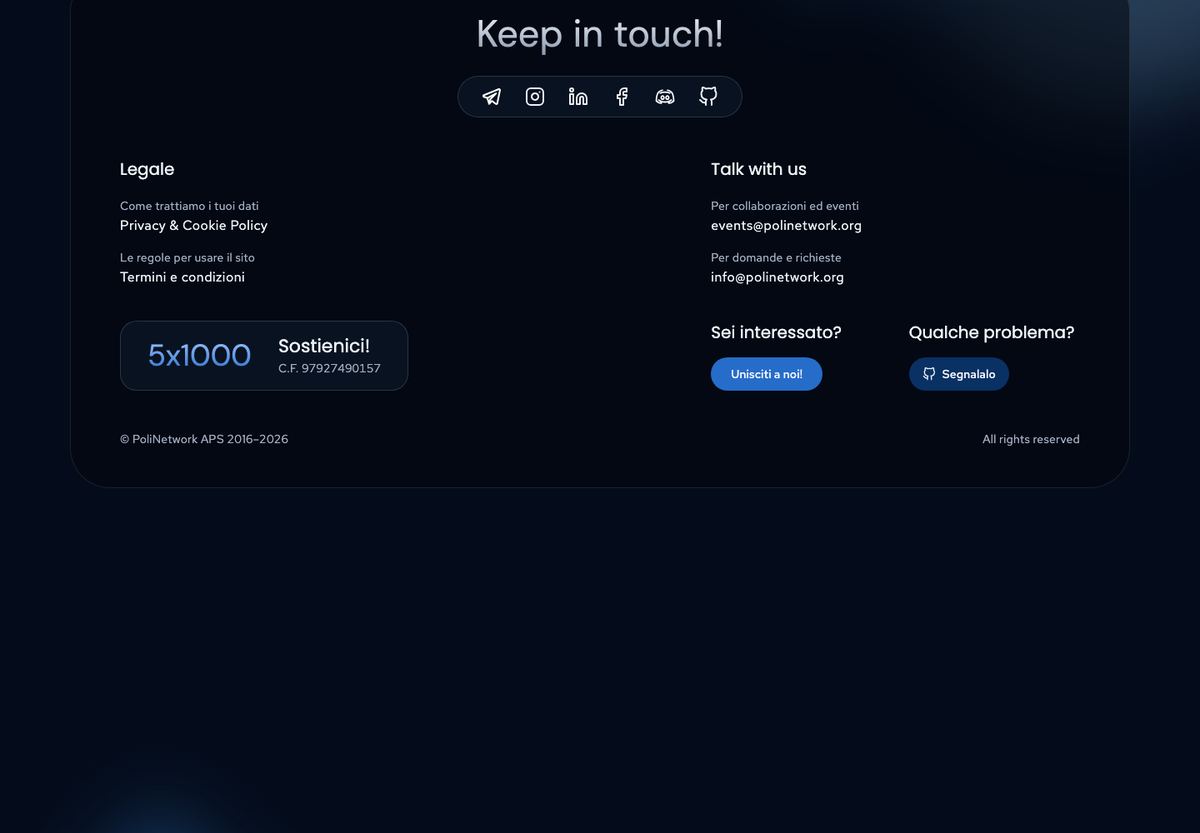 Keep in touch!
Legale
Come trattiamo i tuoi dati
Privacy & Cookie Policy
Le regole per usare il sito
Termini e condizioni
Talk with us
Per collaborazioni ed eventi
events@polinetwork.org
Per domande e richieste
info@polinetwork.org
5x1000
Sostienici!
C.F. 97927490157
Sei interessato?
Unisciti a noi!
Qualche problema?
Segnalalo
© PoliNetwork APS 2016–2026
All rights reserved